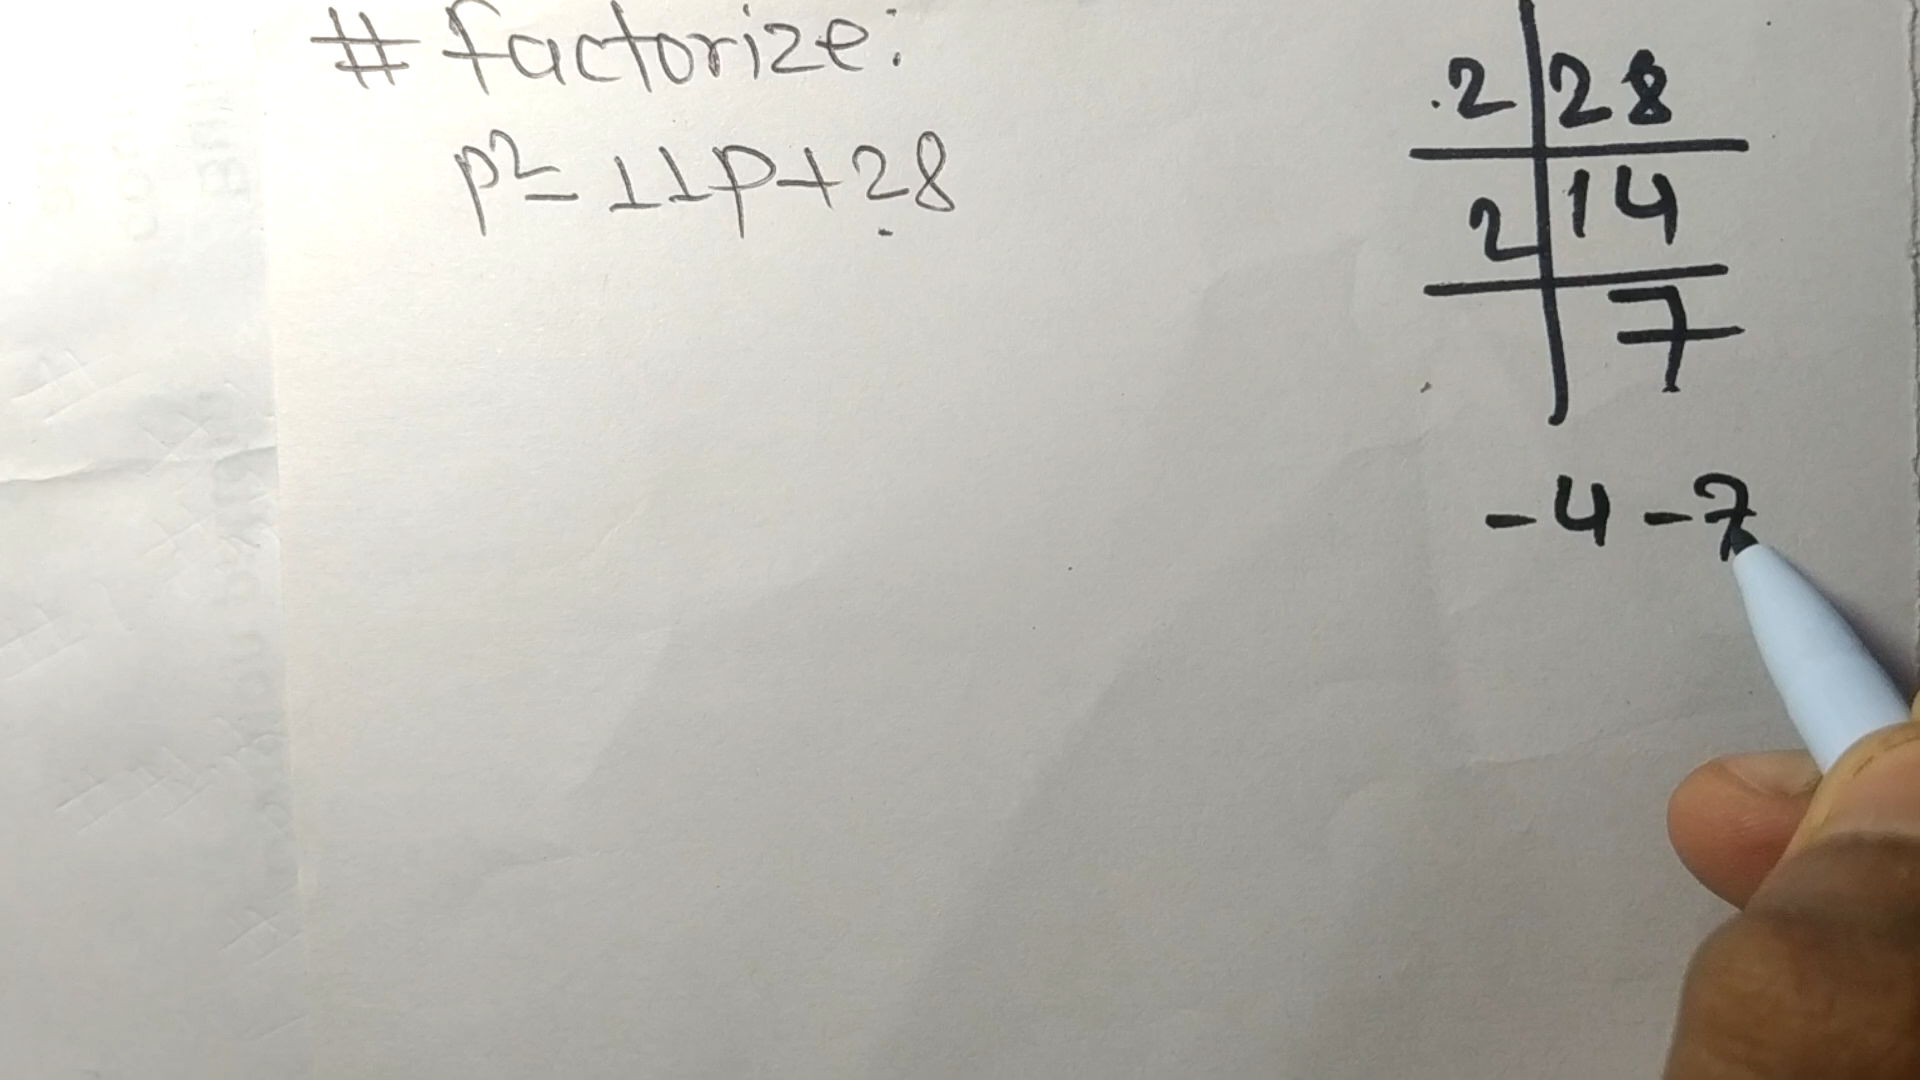 # factorize:
p² - 11p + 28
2 | 28
2 | 14
7
- 4 - 7